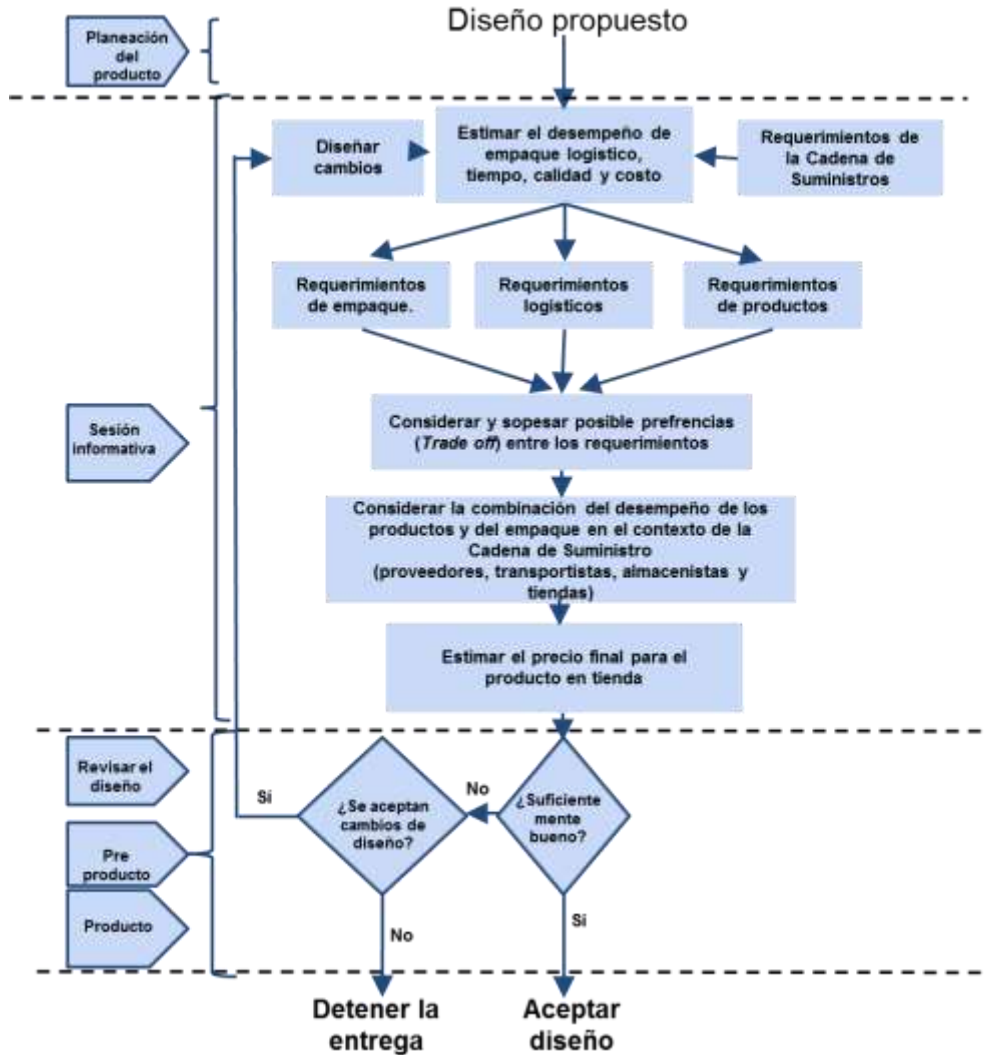 Diseño propuesto
Planeación
del
producto
Diseñar
cambios
Estimar el desempeño de
empaque logístico,
tiempo, calidad y costo
Requerimientos de
la Cadena de
Suministros
Requerimientos
de empaque.
Requerimientos
logísticos
Requerimientos
de productos
Sesión
informativa
Considerar y sopesar posible prefrencias
(Trade off) entre los requerimientos
Considerar la combinación del desempeño de los
productos y del empaque en el contexto de la
Cadena de Suministro
(proveedores, transportistas, almacenistas y
tiendas)
Estimar el precio final para el
producto en tienda
Revisar el
diseño
Sí
¿Se aceptan
cambios de
diseño?
No
¿Suficiente
mente
bueno?
Pre
producto
Producto
No
Sí
Detener la
entrega
Aceptar
diseño